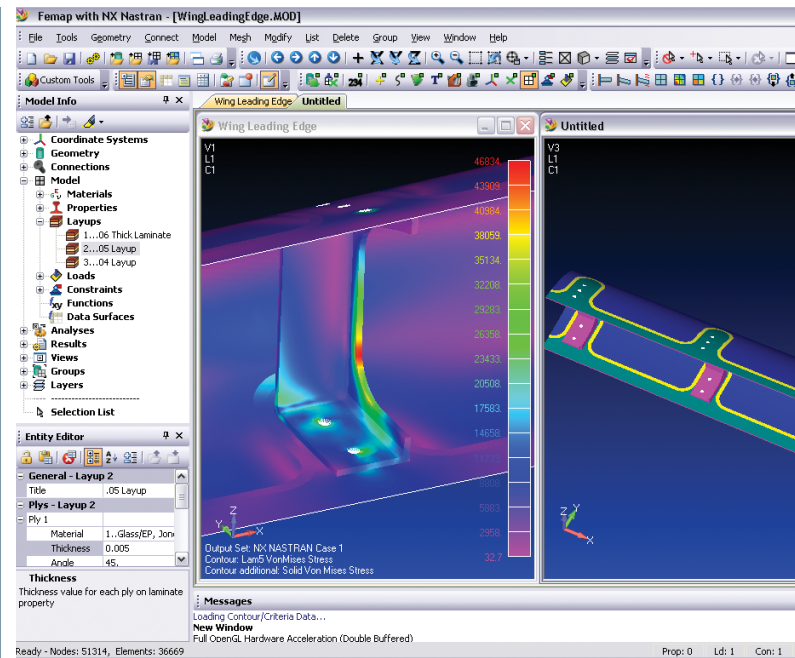 Femap with NX Nastran - [WingLeadingEdge.MOD]
File Tools Geometry Connect Model Mesh Modify List Delete Group View Window Help
Custom Tools
Model Info
Wing Leading Edge Untitled
Coordinate Systems
Geometry
Connections
Model
Materials
Properties
Layups
1...06 Thick Laminate
2...05 Layup
3...04 Layup
Loads
Constraints
Functions
Data Surfaces
Analyses
Results
Views
Groups
Layers
Selection List
Entity Editor
General - Layup 2
Title .05 Layup
Plys - Layup 2
Ply 1
Material 1..Glass/EP, Jon
Thickness 0.005
Angle 45.
Thickness
Thickness value for each ply on laminate
property
Wing Leading Edge
V1
L1
C1
46834.
43909.
40984.
38059.
35134.
32208.
29283.
26358.
23433.
20508.
17583.
14658.
5883.
2958.
32.7
Z
Y
X
Output Set: NX NASTRAN Case 1
Contour: Lam5 VonMises Stress
Contour additional: Solid Von Mises Stress
Untitled
V3
L1
C1
Z
Y
X
Messages
Loading Contour/Criteria Data...
New Window
Full OpenGL Hardware Acceleration (Double Buffered)
Ready - Nodes: 51314, Elements: 36669
Prop: 0 Ld: 1 Con: 1